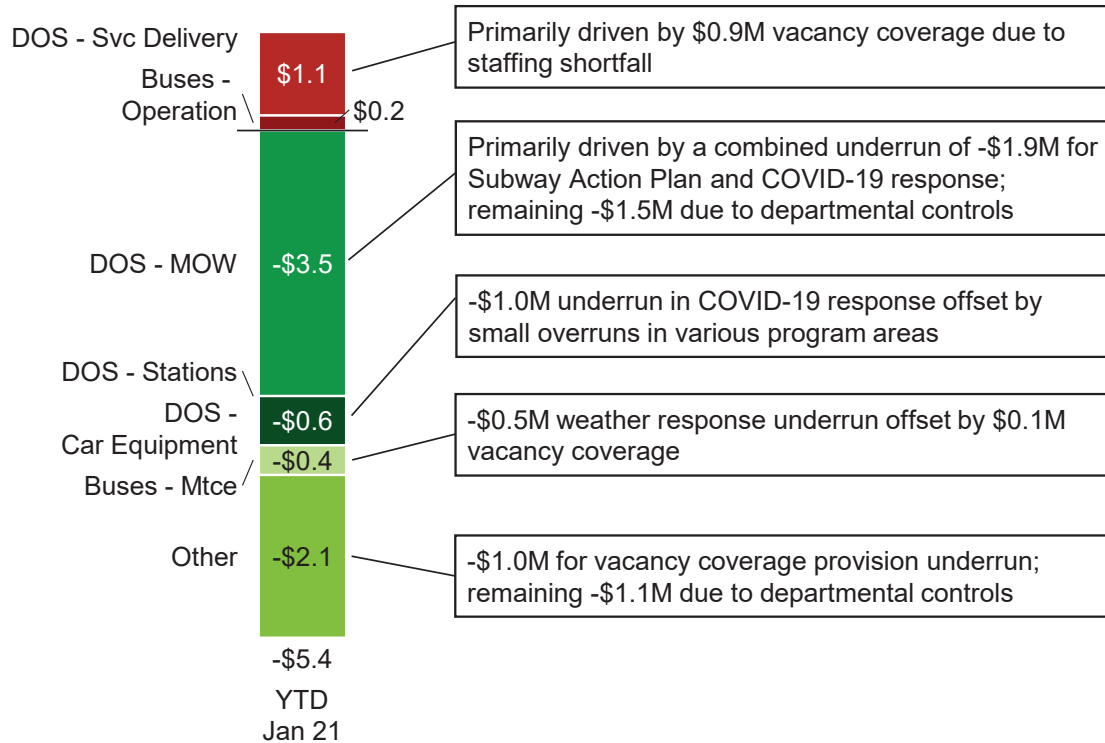 DOS - Svc Delivery
$1.1
Primarily driven by $0.9M vacancy coverage due to
staffing shortfall
Buses -
Operation
$0.2
DOS - MOW
-$3.5
Primarily driven by a combined underrun of -$1.9M for
Subway Action Plan and COVID-19 response;
remaining -$1.5M due to departmental controls
DOS - Stations
DOS -
Car Equipment
-$0.6
-$1.0M underrun in COVID-19 response offset by
small overruns in various program areas
Buses - Mtce
-$0.4
-$0.5M weather response underrun offset by $0.1M
vacancy coverage
Other
-$2.1
-$1.0M for vacancy coverage provision underrun;
remaining -$1.1M due to departmental controls
-$5.4
YTD
Jan 21